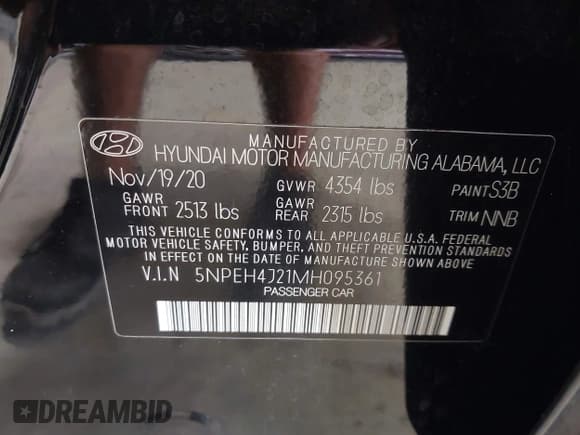 MANUFACTURED BY
HYUNDAI MOTOR MANUFACTURING ALABAMA, LLC
Nov/19/20 GVWR 4354 lbs PAINT S3B
GAWR FRONT 2513 lbs GAWR REAR 2315 lbs TRIM NNB
THIS VEHICLE CONFORMS TO ALL APPLICABLE U.S.A. FEDERAL
MOTOR VEHICLE SAFETY, BUMPER, AND THEFT PREVENTION STANDARDS
IN EFFECT ON THE DATE OF MANUFACTURE SHOWN ABOVE.
V.I.N 5NPEH4J21MH095361
PASSENGER CAR
DREAMBID